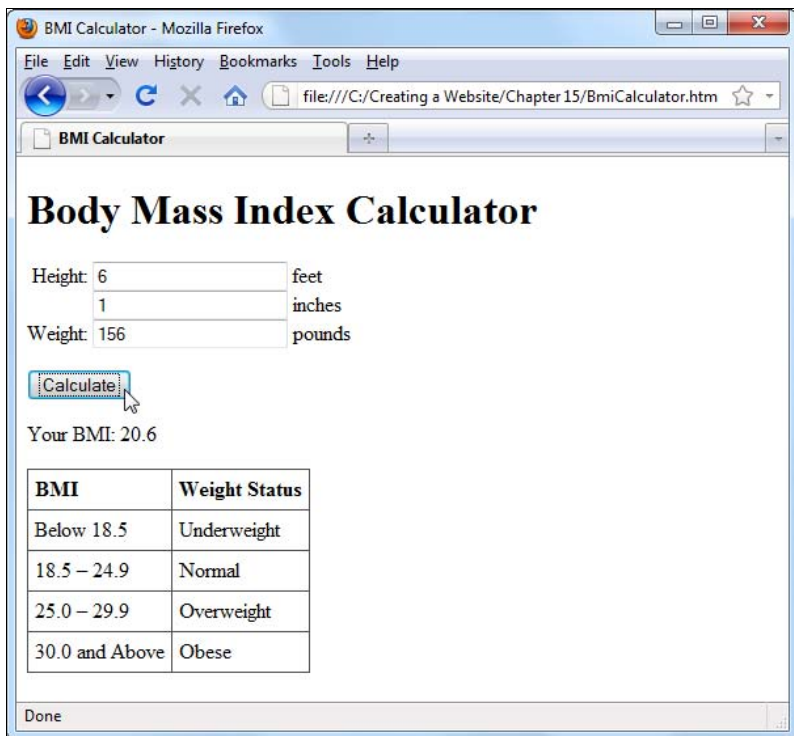 BMI Calculator - Mozilla Firefox
File Edit View History Bookmarks Tools Help
file:///C:/Creating a Website/Chapter 15/BmiCalculator.htm
BMI Calculator
Body Mass Index Calculator
Height: 6 feet
1 inches
Weight: 156 pounds
Calculate
Your BMI: 20.6
BMI Weight Status
Below 18.5 Underweight
18.5 – 24.9 Normal
25.0 – 29.9 Overweight
30.0 and Above Obese
Done